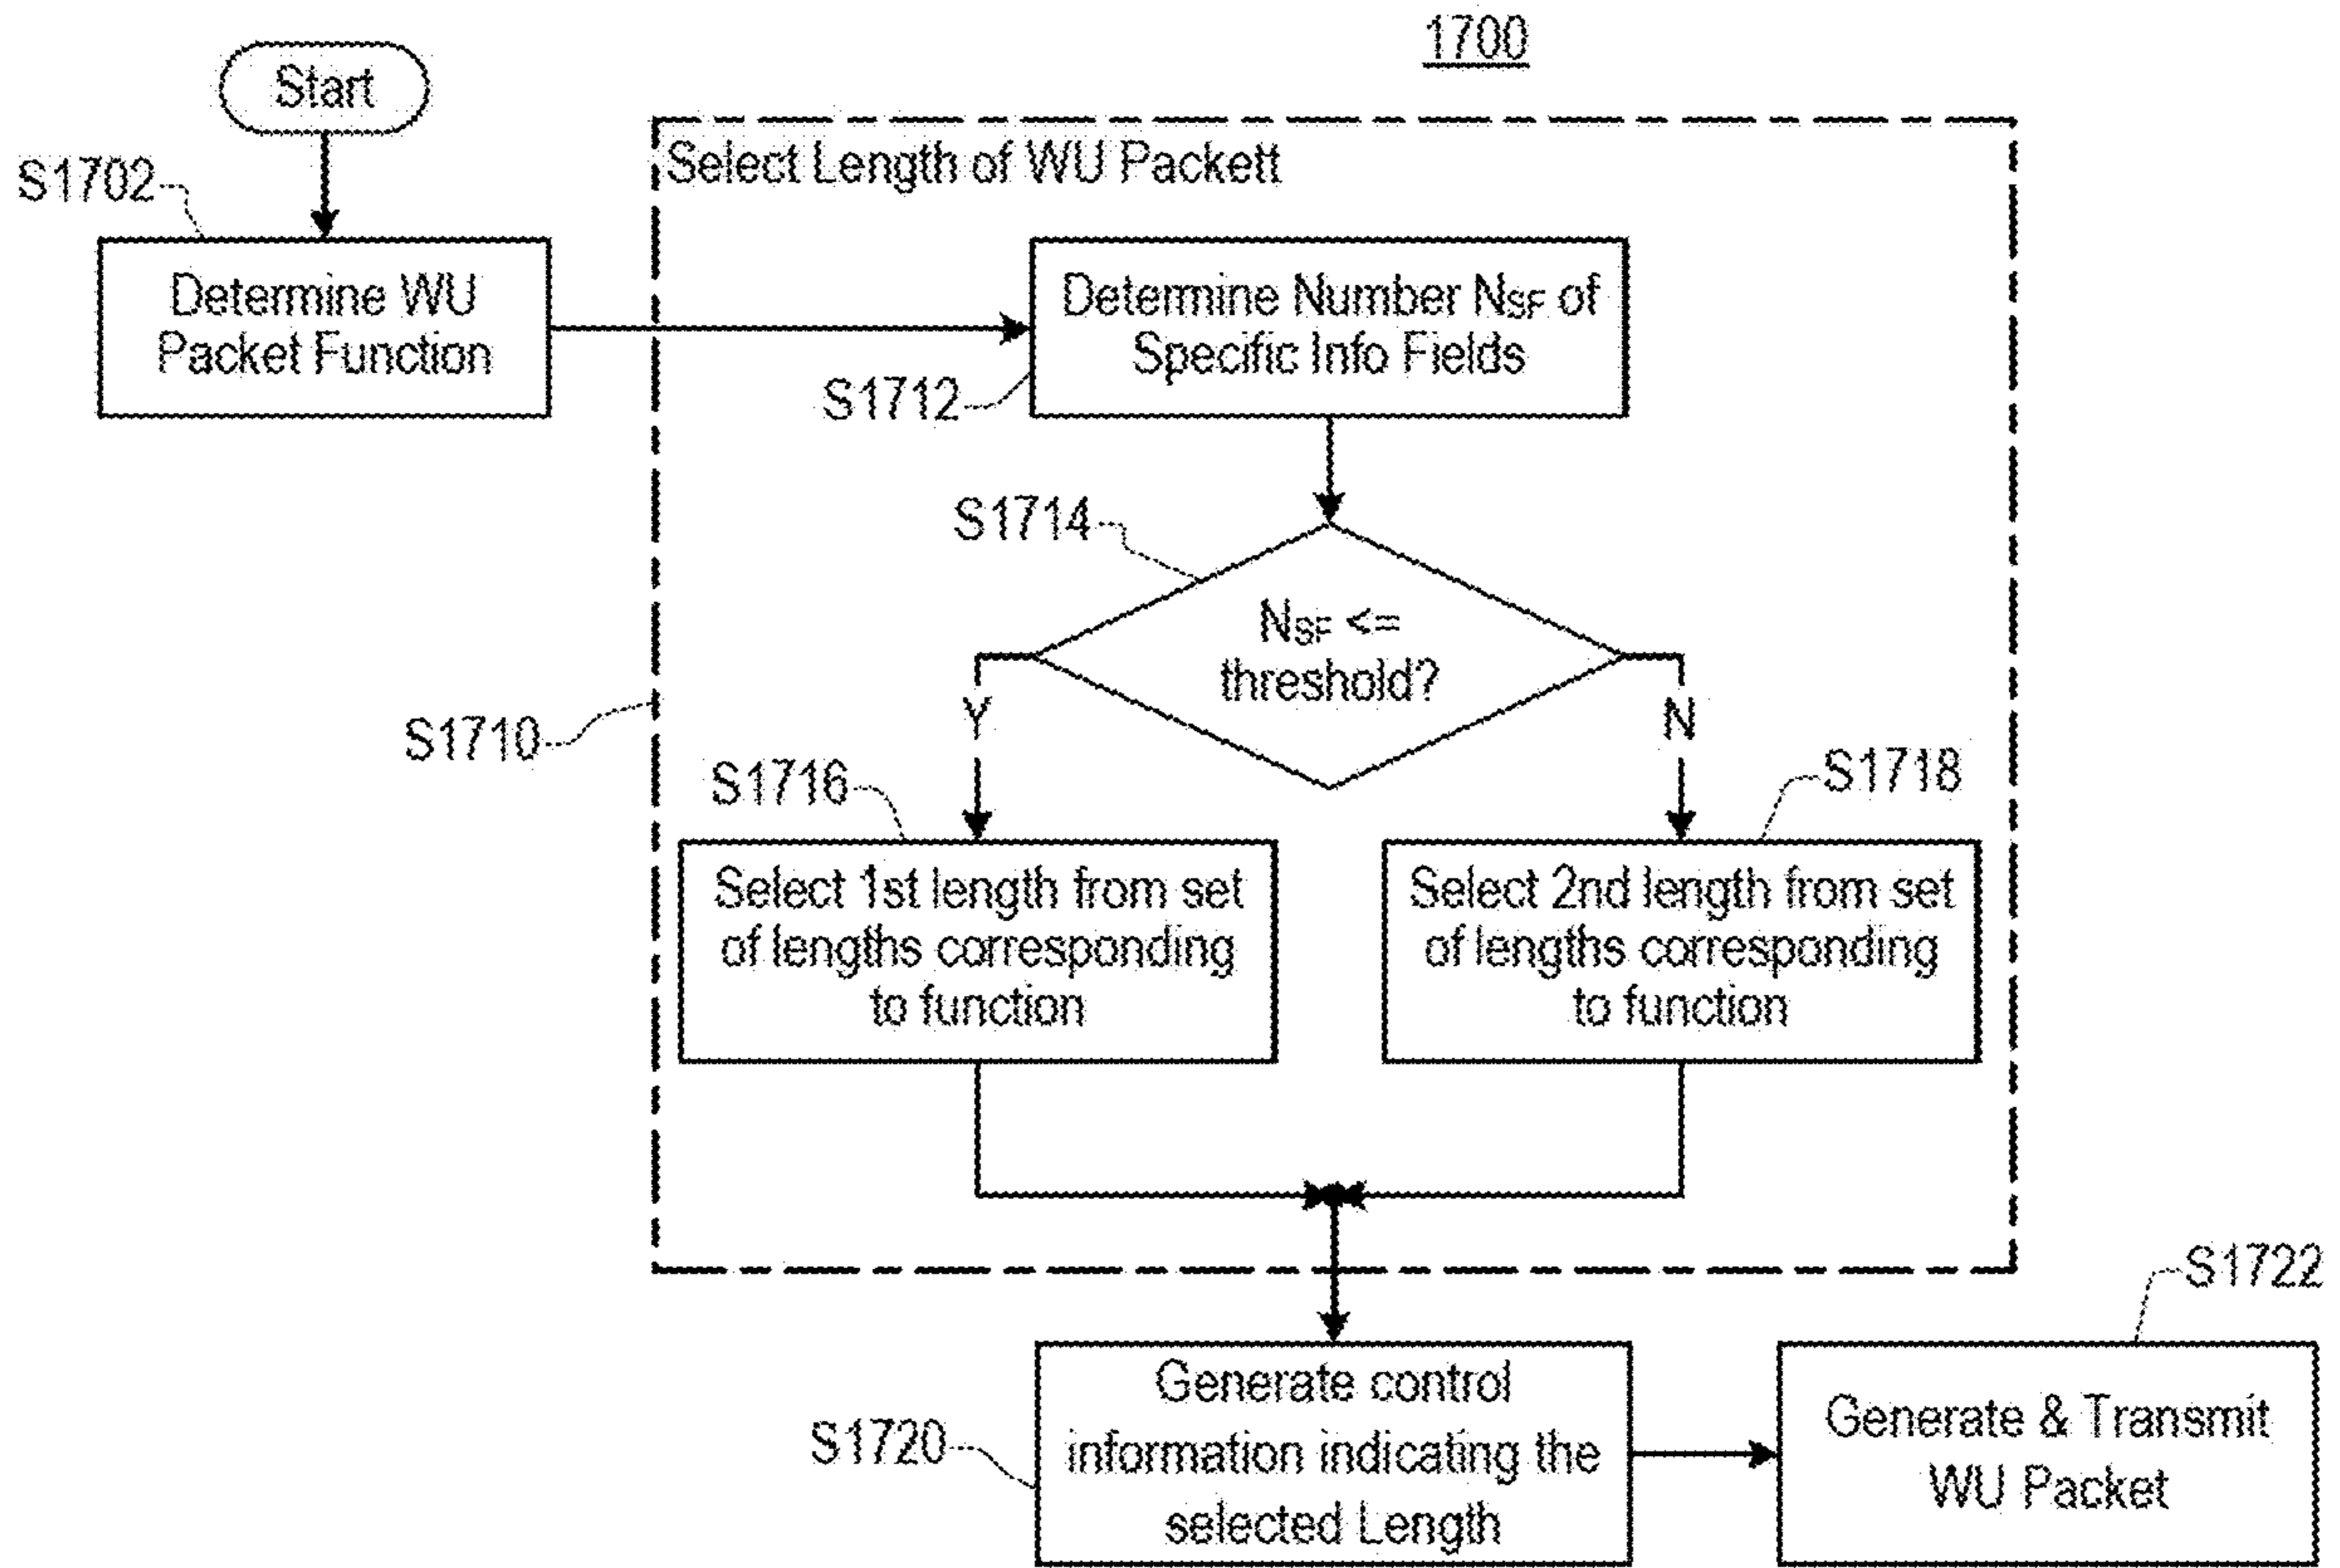 1700
Start
S1702
Select Length of WU Packett
Determine WU
Packet Function
Determine Number NSF of
Specific Info Fields
S1712
S1714
NSF <=
threshold?
Y
N
S1710
S1716
S1718
Select 1st length from set
of lengths corresponding
to function
Select 2nd length from set
of lengths corresponding
to function
S1722
Generate control
information indicating the
selected Length
S1720
Generate & Transmit
WU Packet